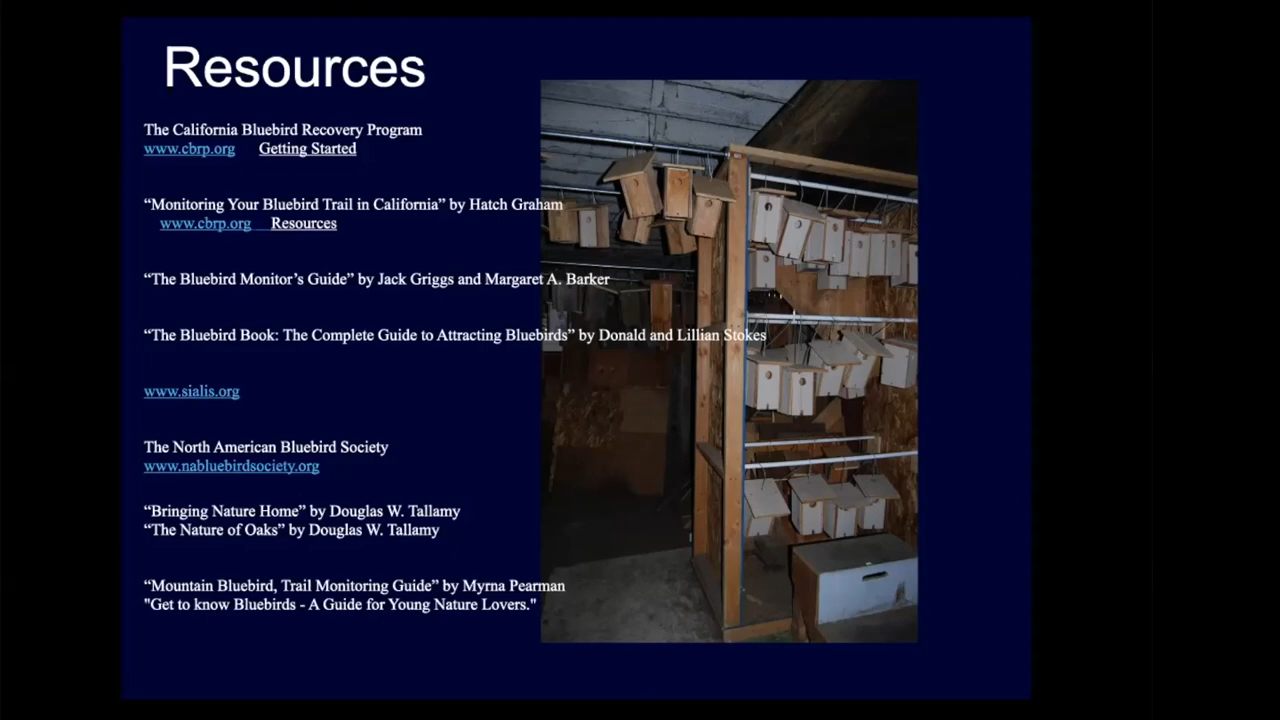 Resources
The California Bluebird Recovery Program
www.cbrp.org Getting Started
“Monitoring Your Bluebird Trail in California” by Hatch Graham
www.cbrp.org Resources
“The Bluebird Monitor’s Guide” by Jack Griggs and Margaret A. Barker
“The Bluebird Book: The Complete Guide to Attracting Bluebirds” by Donald and Lillian Stokes
www.sialis.org
The North American Bluebird Society
www.nabluebirdsociety.org
“Bringing Nature Home” by Douglas W. Tallamy
“The Nature of Oaks” by Douglas W. Tallamy
“Mountain Bluebird, Trail Monitoring Guide” by Myrna Pearman
"Get to know Bluebirds - A Guide for Young Nature Lovers."